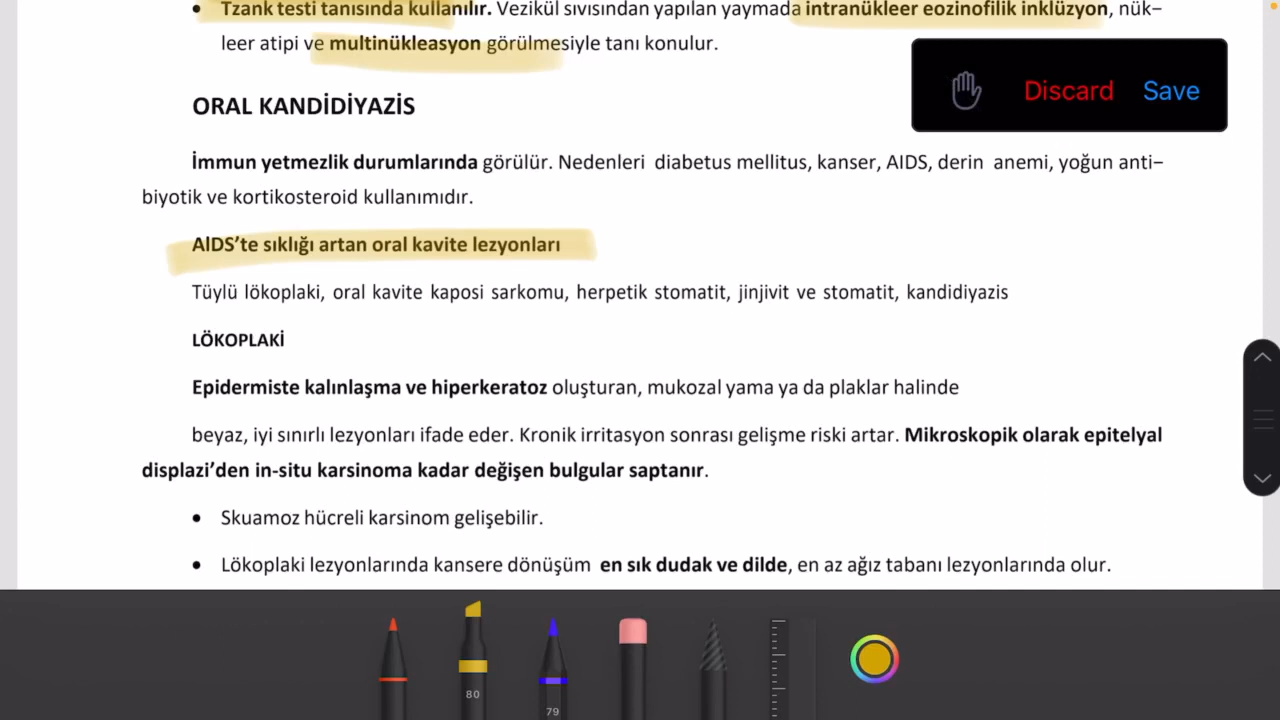 • Tzank testi tanısında kullanılır. Vezikül sıvısından yapılan yaymada intranükleer eozinofilik inklüzyon, nük–
leer atipi ve multinükleasyon görülmesiyle tanı konulur.
Discard Save
ORAL KANDİDİYAZİS
İmmun yetmezlik durumlarında görülür. Nedenleri diabetus mellitus, kanser, AIDS, derin anemi, yoğun anti–
biyotik ve kortikosteroid kullanımıdır.
AIDS’te sıklığı artan oral kavite lezyonları
Tüylü lökoplaki, oral kavite kaposi sarkomu, herpetik stomatit, jinjivit ve stomatit, kandidiyazis
LÖKOPLAKİ
Epidermiste kalınlaşma ve hiperkeratoz oluşturan, mukozal yama ya da plaklar halinde
beyaz, iyi sınırlı lezyonları ifade eder. Kronik irritasyon sonrası gelişme riski artar. Mikroskopik olarak epitelyal
displazi’den in-situ karsinoma kadar değişen bulgular saptanır.
• Skuamoz hücreli karsinom gelişebilir.
• Lökoplaki lezyonlarında kansere dönüşüm en sık dudak ve dilde, en az ağız tabanı lezyonlarında olur.
80
79